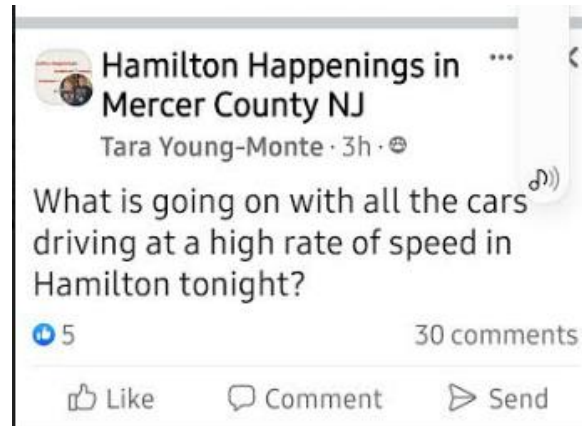 Hamilton Happenings in
Mercer County NJ
Tara Young-Monte · 3h ·
What is going on with all the cars
driving at a high rate of speed in
Hamilton tonight?
5
30 comments
Like
Comment
Send